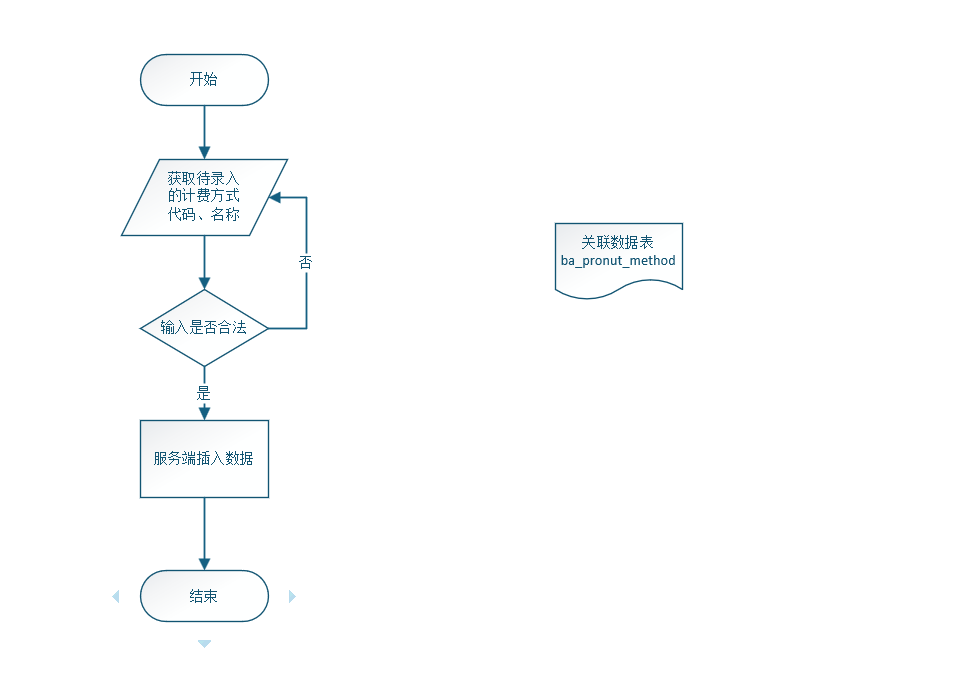 开始
获取待录入
的计费方式
代码、名称
否
输入是否合法
是
服务端插入数据
结束
关联数据表
ba_pronut_method